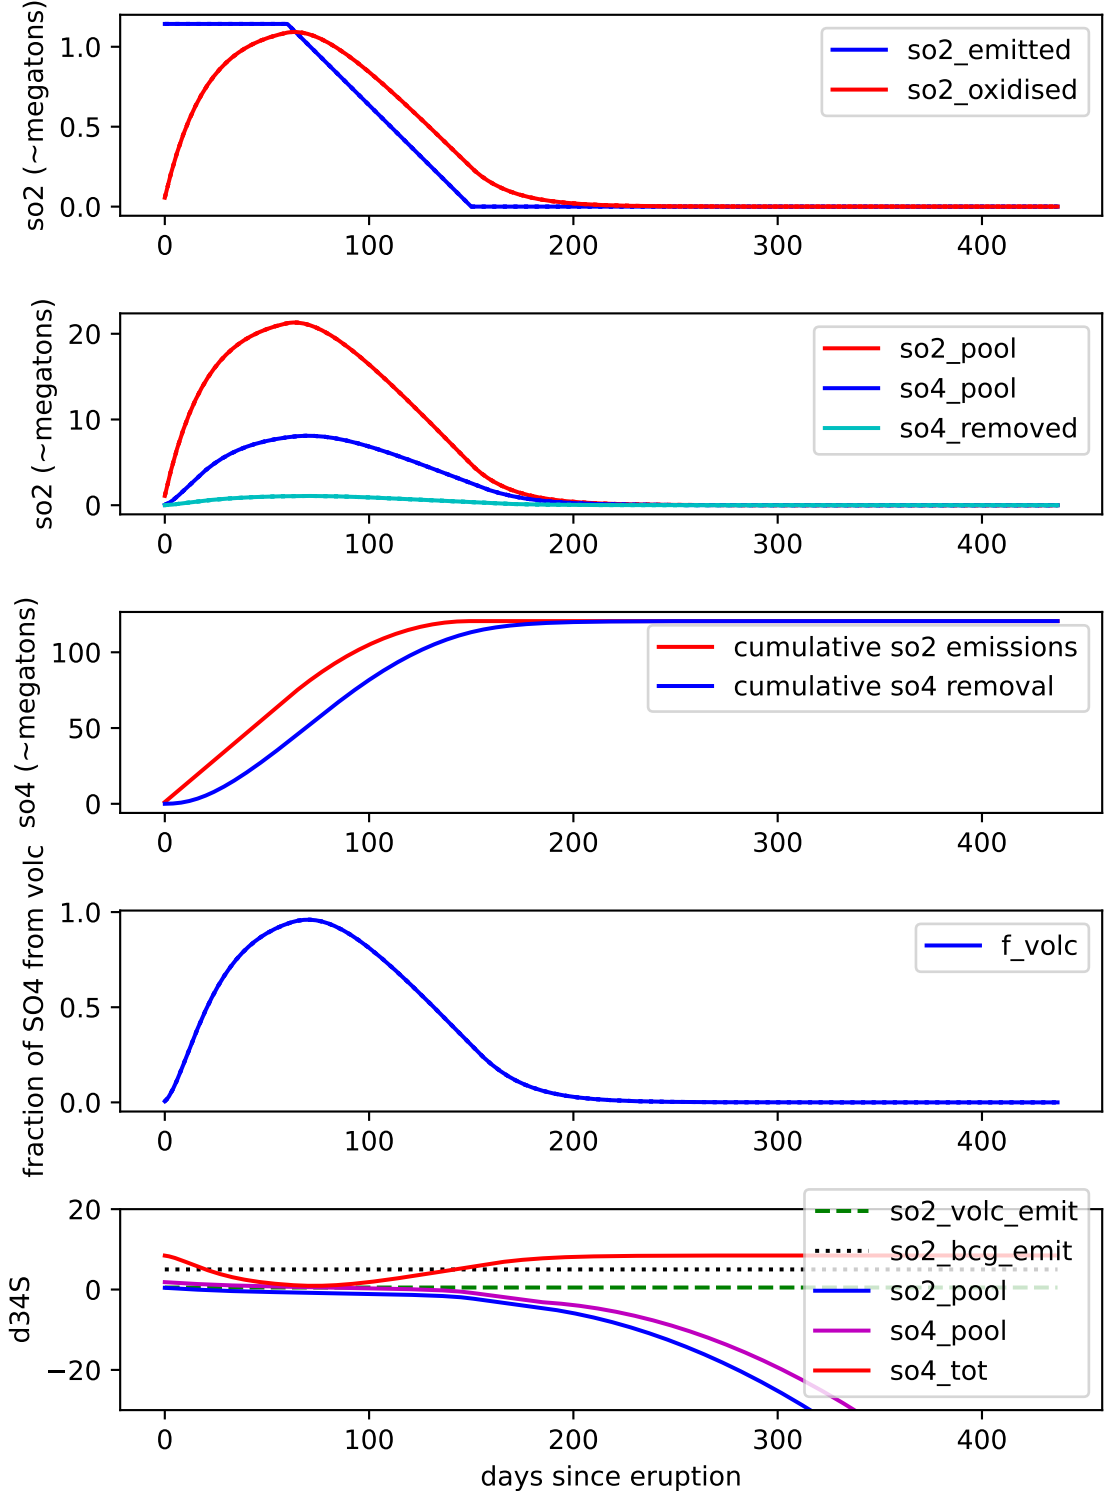 so2 (~megatons)
1.0
0.5
0.0
so2_emitted
so2_oxidised
0 100 200 300 400
so2 (~megatons)
20
10
0
so2_pool
so4_pool
so4_removed
0 100 200 300 400
so4 (~megatons)
100
50
0
cumulative so2 emissions
cumulative so4 removal
0 100 200 300 400
fraction of SO4 from volc
1.0
0.5
0.0
f_volc
0 100 200 300 400
d34S
20
0
−20
so2_volc_emit
so2_bcg_emit
so2_pool
so4_pool
so4_tot
0 100 200 300 400
days since eruption